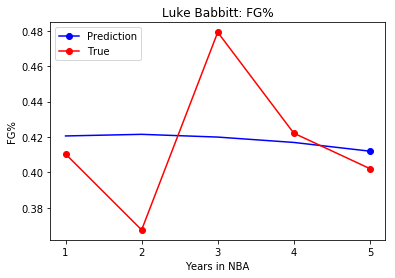 Luke Babbitt: FG%
Prediction
True
FG%
0.48
0.46
0.44
0.42
0.40
0.38
1 2 3 4 5
Years in NBA